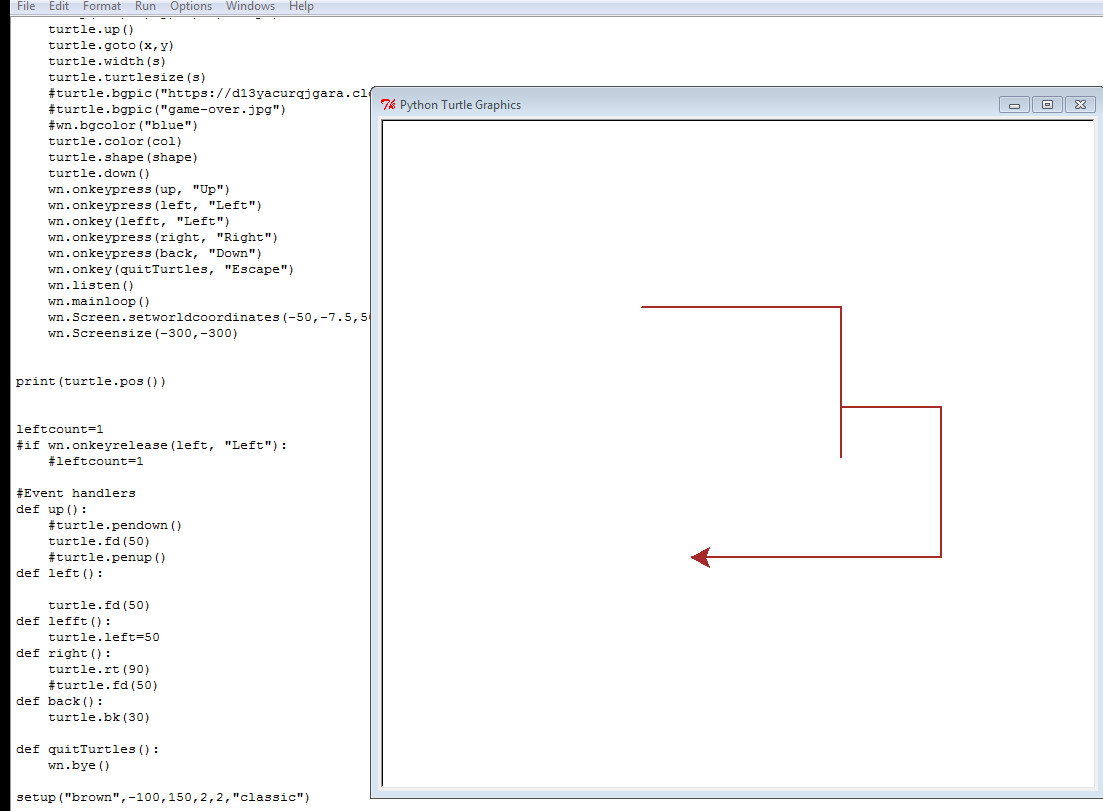 File Edit Format Run Options Windows Help
turtle.up()
turtle.goto(x,y)
turtle.width(s)
turtle.turtlesize(s)
#turtle.bgpic("https://d13yacurqjgara.clo
#turtle.bgpic("game-over.jpg")
#wn.bgcolor("blue")
turtle.color(col)
turtle.shape(shape)
turtle.down()
wn.onkeypress(up, "Up")
wn.onkeypress(left, "Left")
wn.onkey(lefft, "Left")
wn.onkeypress(right, "Right")
wn.onkeypress(back, "Down")
wn.onkey(quitTurtles, "Escape")
wn.listen()
wn.mainloop()
wn.Screen.setworldcoordinates(-50,-7.5,50
wn.Screensize(-300,-300)
print(turtle.pos())
leftcount=1
#if wn.onkeyrelease(left, "Left"):
#leftcount=1
#Event handlers
def up():
#turtle.pendown()
turtle.fd(50)
#turtle.penup()
def left():
turtle.fd(50)
def lefft():
turtle.left=50
def right():
turtle.rt(90)
#turtle.fd(50)
def back():
turtle.bk(30)
def quitTurtles():
wn.bye()
setup("brown",-100,150,2,2,"classic")
Python Turtle Graphics